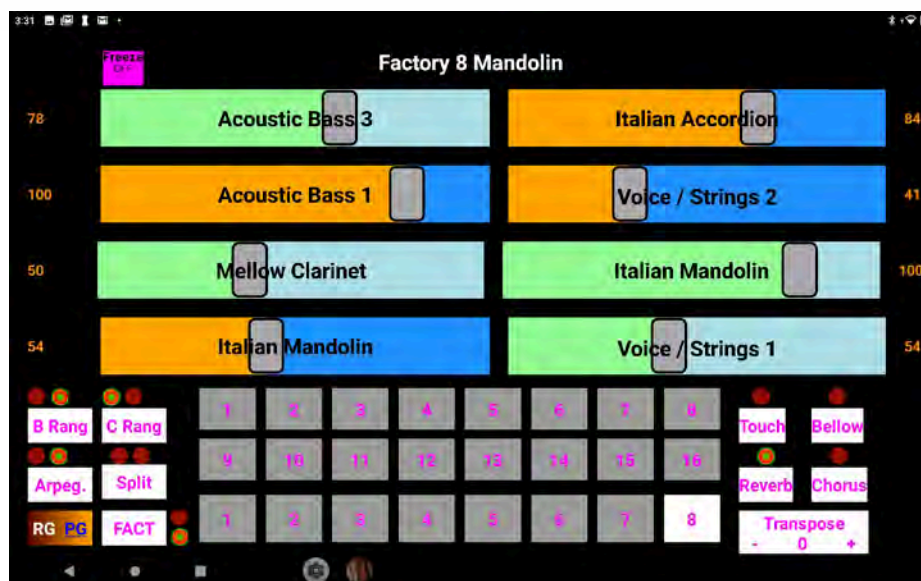 3:31
Freeze
OFF
Factory 8 Mandolin
78 Acoustic Bass 3 Italian Accordion 84
100 Acoustic Bass 1 Voice / Strings 2 41
50 Mellow Clarinet Italian Mandolin 100
54 Italian Mandolin Voice / Strings 1 54
B Rang C Rang 1 2 3 4 5 6 7 8 Touch Bellow
Arpeg. Split 9 10 11 12 13 14 15 16 Reverb Chorus
RG PG FACT 1 2 3 4 5 6 7 8 Transpose
- 0 +